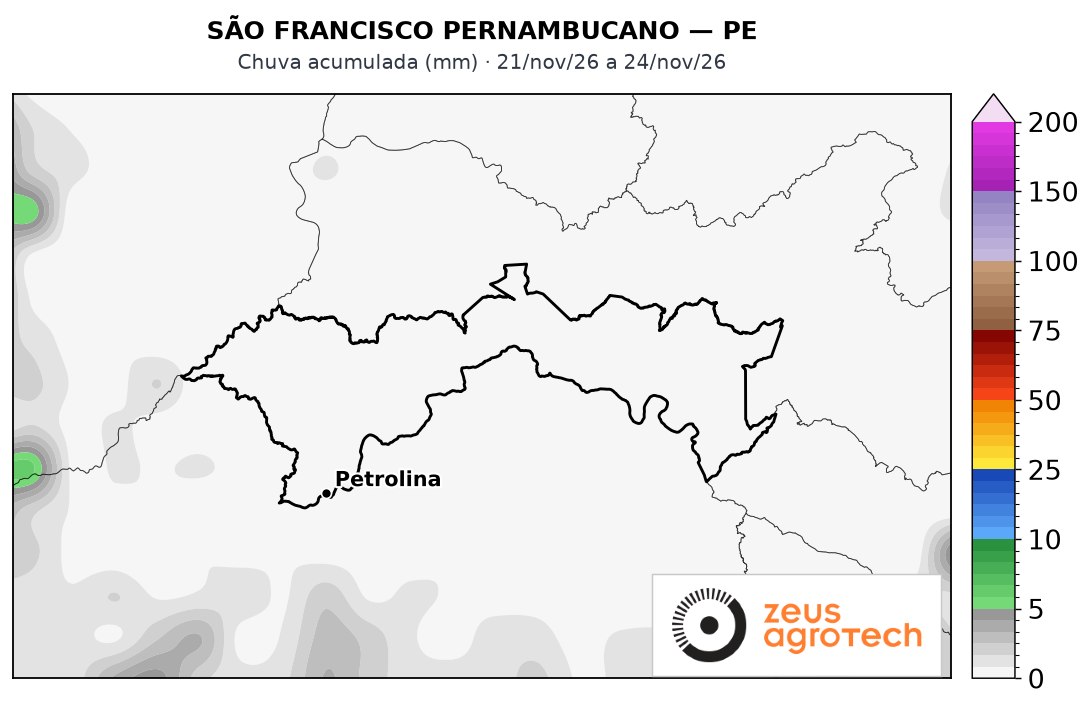 SÃO FRANCISCO PERNAMBUCANO — PE
Chuva acumulada (mm) · 21/nov/26 a 24/nov/26
200
150
100
75
50
25
10
5
0
Petrolina
zeus
agrotech